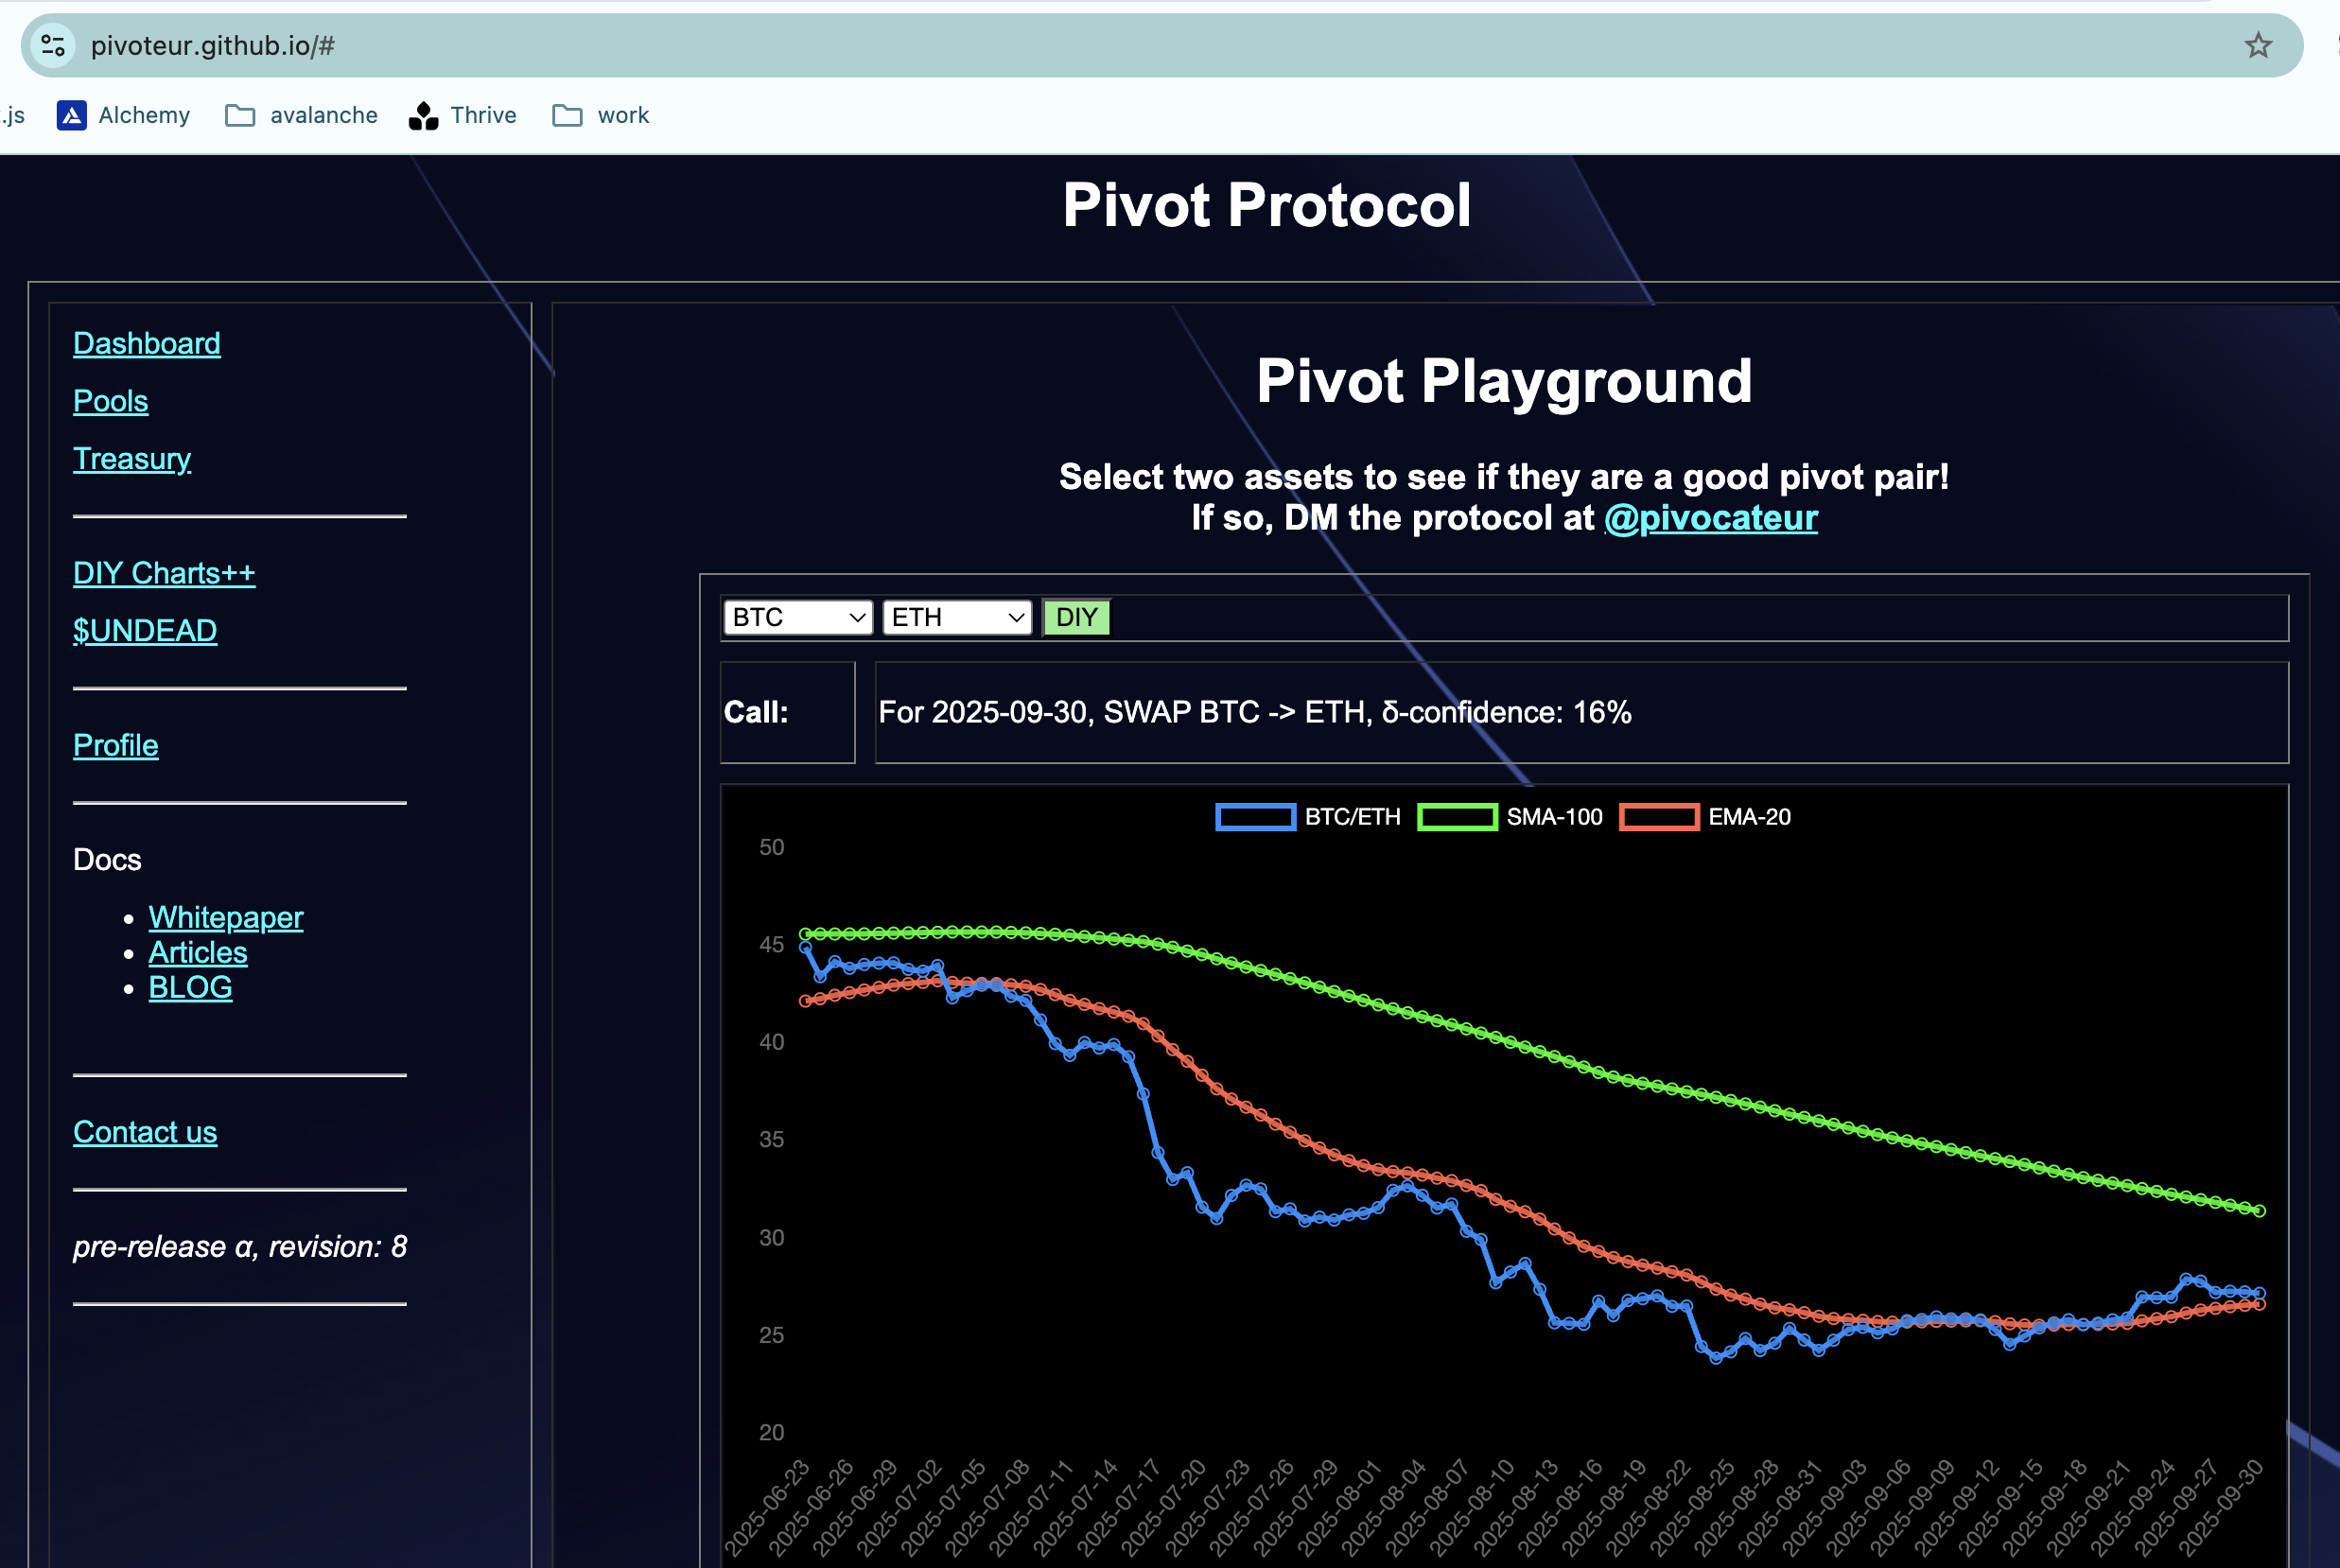 pivoteur.github.io/#
.js Alchemy avalanche Thrive work
Pivot Protocol
Dashboard
Pools
Treasury
DIY Charts++
$UNDEAD
Profile
Docs
• Whitepaper
• Articles
• BLOG
Contact us
pre-release α, revision: 8
Pivot Playground
Select two assets to see if they are a good pivot pair!
If so, DM the protocol at @pivocateur
BTC ETH DIY
Call: For 2025-09-30, SWAP BTC -> ETH, δ-confidence: 16%
BTC/ETH SMA-100 EMA-20
50
45
40
35
30
25
20
2025-06-23
2025-06-26
2025-06-29
2025-07-02
2025-07-05
2025-07-08
2025-07-11
2025-07-14
2025-07-17
2025-07-20
2025-07-23
2025-07-26
2025-07-29
2025-08-01
2025-08-04
2025-08-07
2025-08-10
2025-08-13
2025-08-16
2025-08-19
2025-08-22
2025-08-25
2025-08-28
2025-08-31
2025-09-03
2025-09-06
2025-09-09
2025-09-12
2025-09-15
2025-09-18
2025-09-21
2025-09-24
2025-09-27
2025-09-30